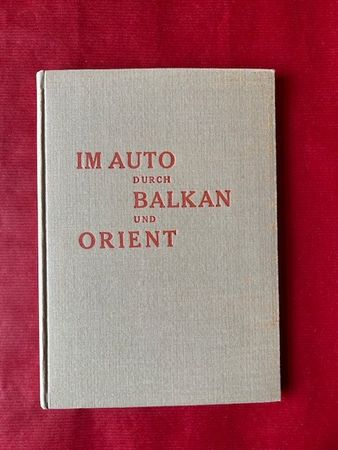 IM AUTO
DURCH
BALKAN
UND
ORIENT